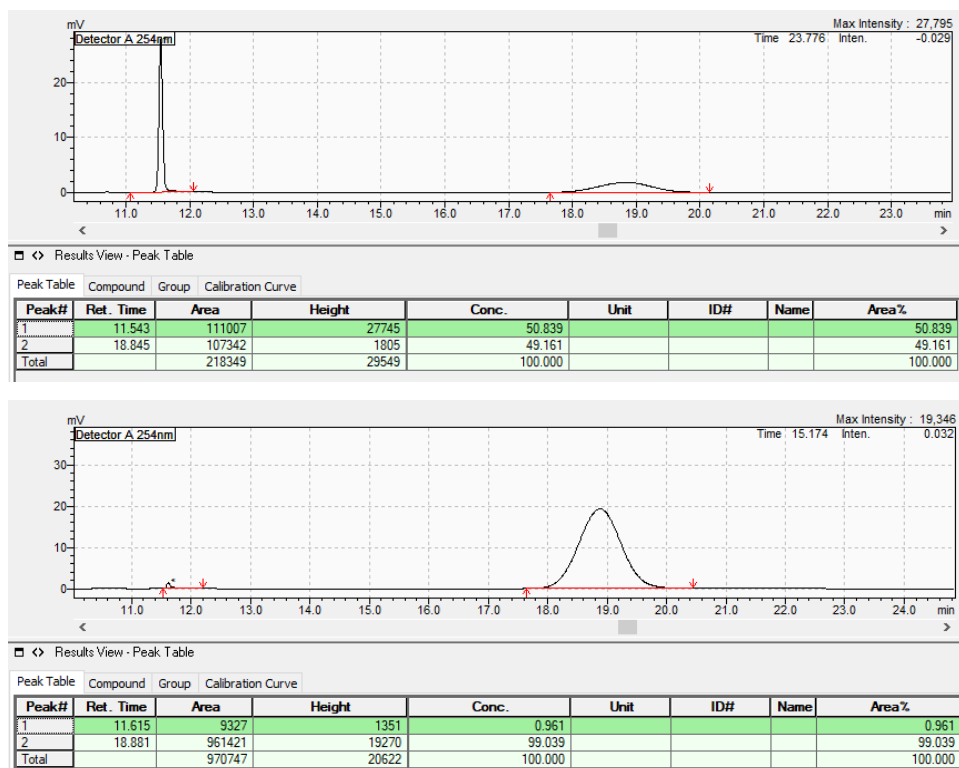 mV Max Intensity : 27,795
Detector A 254nm Time 23.776 Inten. -0.029
20
10
0
11.0 12.0 13.0 14.0 15.0 16.0 17.0 18.0 19.0 20.0 21.0 22.0 23.0 min
Results View - Peak Table
Peak Table Compound Group Calibration Curve
Peak# Ret. Time Area Height Conc. Unit ID# Name Area%
1 11.543 111007 27745 50.839 50.839
2 18.845 107342 1805 49.161 49.161
Total 218349 29549 100.000 100.000
mV Max Intensity : 19,346
Detector A 254nm Time 15.174 Inten. 0.032
30
20
10
0
11.0 12.0 13.0 14.0 15.0 16.0 17.0 18.0 19.0 20.0 21.0 22.0 23.0 24.0 min
Results View - Peak Table
Peak Table Compound Group Calibration Curve
Peak# Ret. Time Area Height Conc. Unit ID# Name Area%
1 11.615 9327 1351 0.961 0.961
2 18.881 961421 19270 99.039 99.039
Total 970747 20622 100.000 100.000